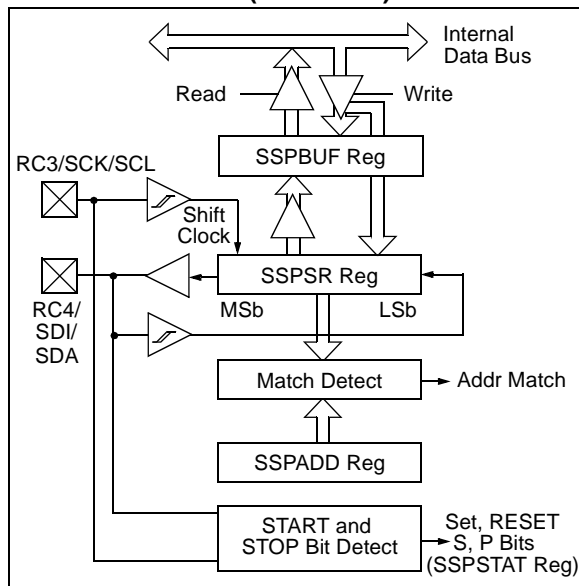 Internal
Data Bus
Read
Write
SSPBUF Reg
RC3/SCK/SCL
Shift
Clock
SSPSR Reg
MSb
LSb
RC4/
SDI/
SDA
Match Detect
Addr Match
SSPADD Reg
START and
STOP Bit Detect
Set, RESET
S, P Bits
(SSPSTAT Reg)